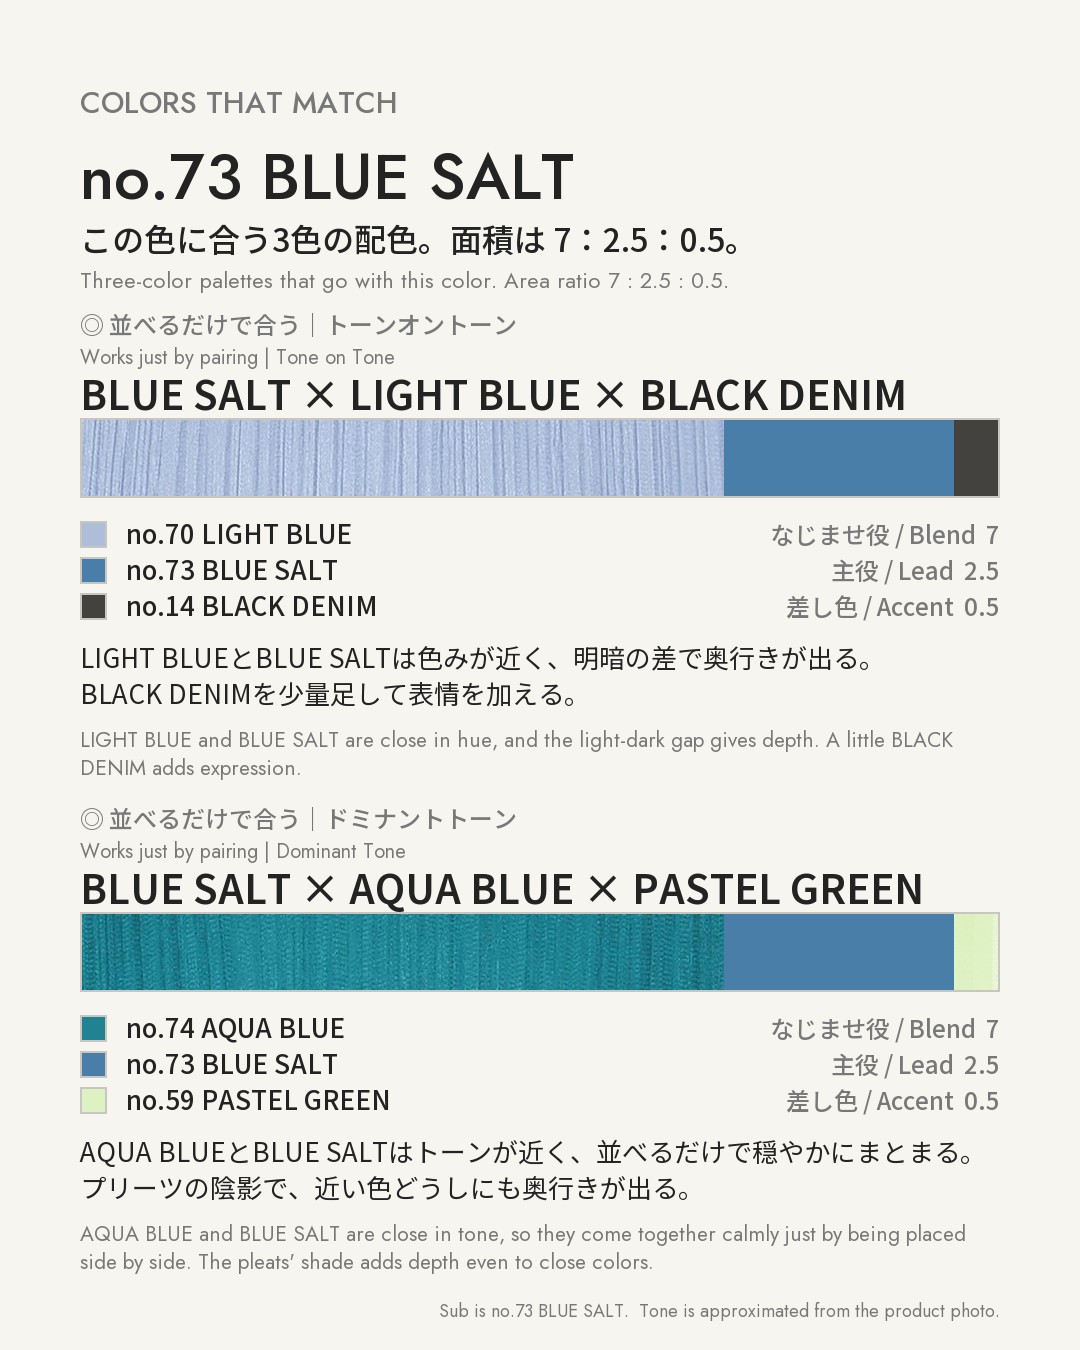 COLORS THAT MATCH
no.73 BLUE SALT
この色に合う3色の配色。面積は 7：2.5：0.5。
Three-color palettes that go with this color. Area ratio 7 : 2.5 : 0.5.
◎ 並べるだけで合う｜トーンオントーン
Works just by pairing | Tone on Tone
BLUE SALT × LIGHT BLUE × BLACK DENIM
no.70 LIGHT BLUE なじませ役 / Blend 7
no.73 BLUE SALT 主役 / Lead 2.5
no.14 BLACK DENIM 差し色 / Accent 0.5
LIGHT BLUEとBLUE SALTは色みが近く、明暗の差で奥行きが出る。
BLACK DENIMを少量足して表情を加える。
LIGHT BLUE and BLUE SALT are close in hue, and the light-dark gap gives depth. A little BLACK
DENIM adds expression.
◎ 並べるだけで合う｜ドミナントトーン
Works just by pairing | Dominant Tone
BLUE SALT × AQUA BLUE × PASTEL GREEN
no.74 AQUA BLUE なじませ役 / Blend 7
no.73 BLUE SALT 主役 / Lead 2.5
no.59 PASTEL GREEN 差し色 / Accent 0.5
AQUA BLUEとBLUE SALTはトーンが近く、並べるだけで穏やかにまとまる。
プリーツの陰影で、近い色どうしにも奥行きが出る。
AQUA BLUE and BLUE SALT are close in tone, so they come together calmly just by being placed
side by side. The pleats' shade adds depth even to close colors.
Sub is no.73 BLUE SALT. Tone is approximated from the product photo.